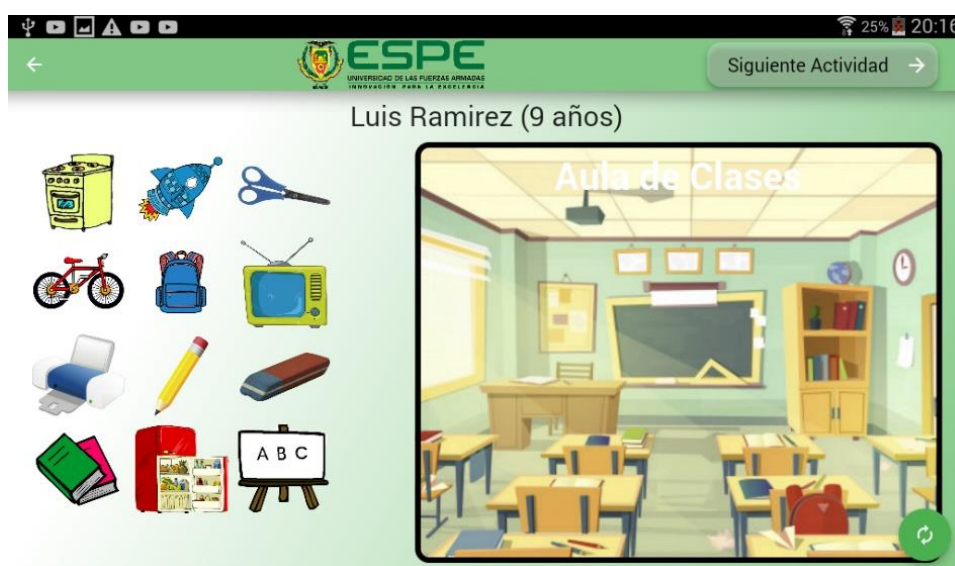 25% 20:16
ESPE
UNIVERSIDAD DE LAS FUERZAS ARMADAS
INNOVACIÓN PARA LA EXCELENCIA
Siguiente Actividad
Luis Ramirez (9 años)
Aula de Clases
A B C